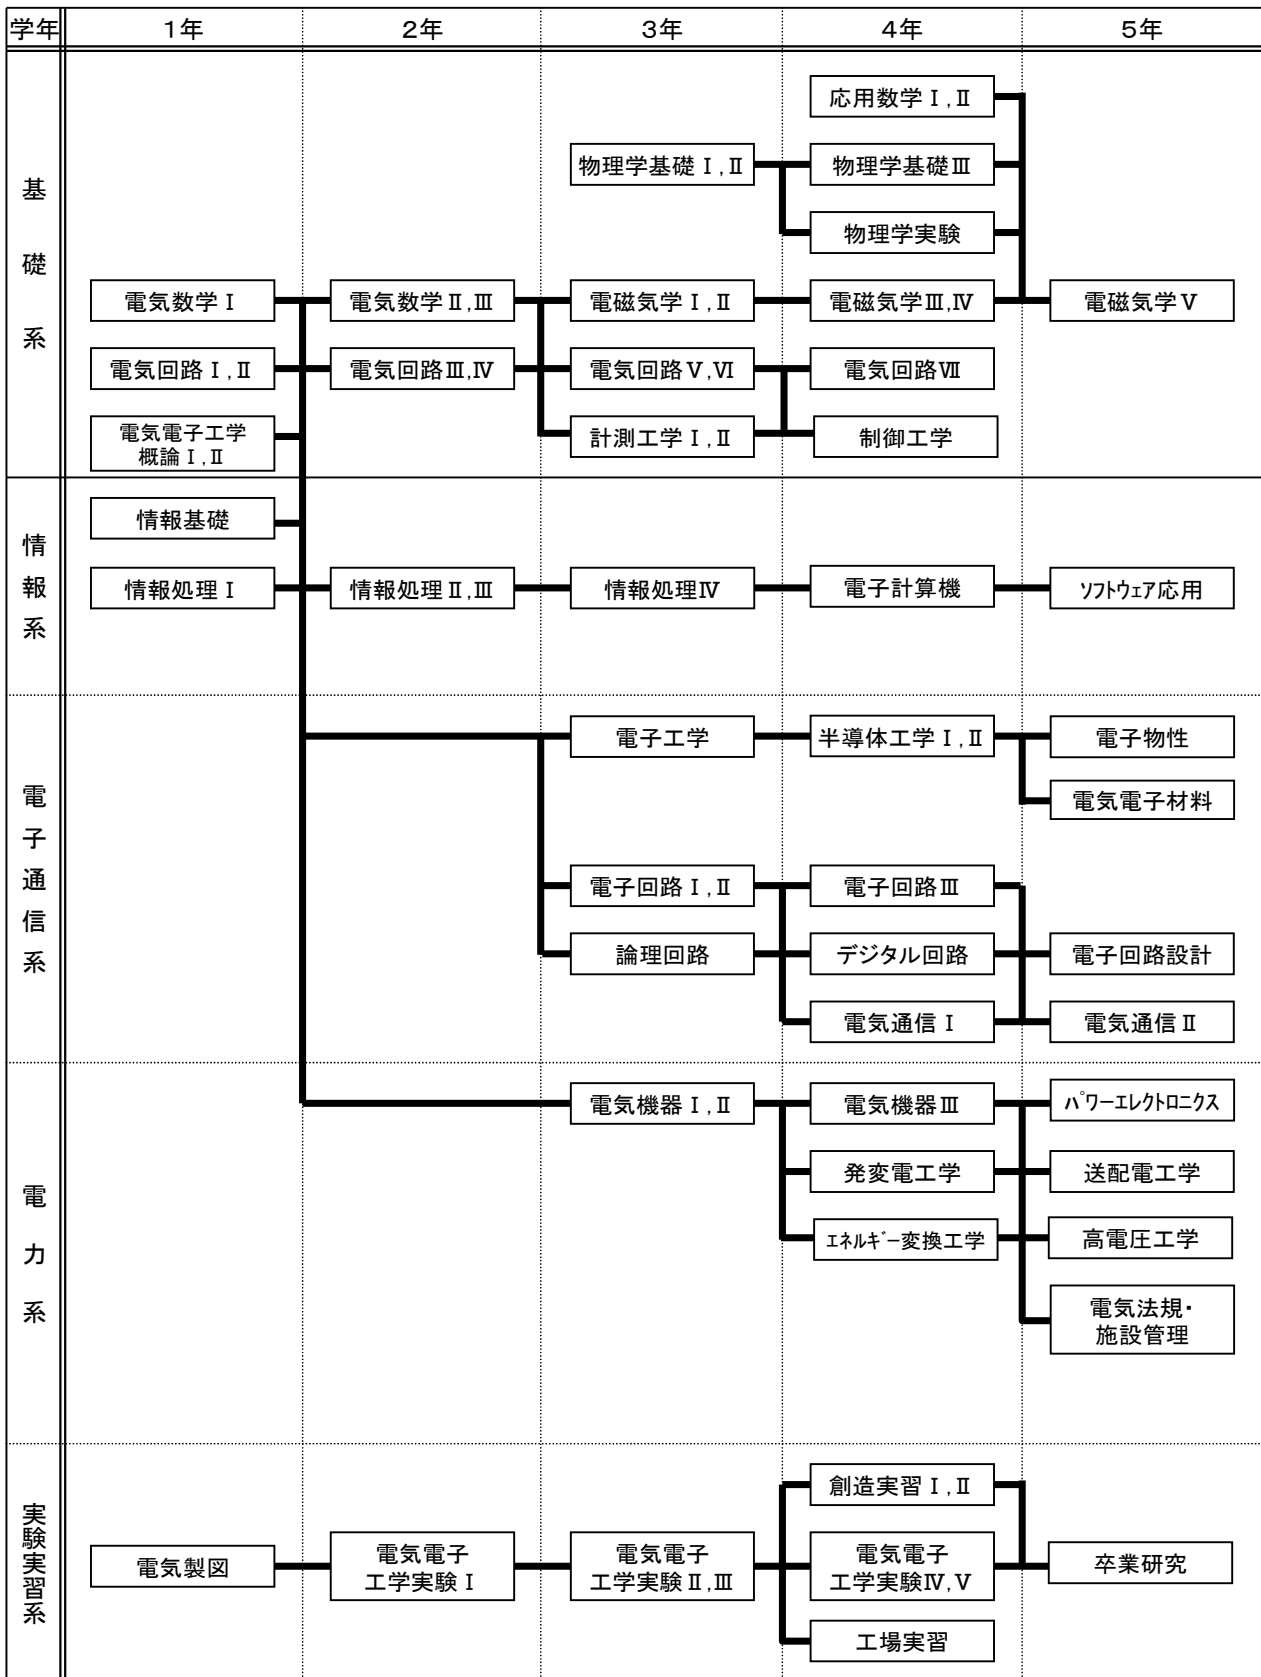 学年
1年
2年
3年
4年
5年
基礎系
応用数学Ⅰ,Ⅱ
物理学基礎Ⅰ,Ⅱ
物理学基礎Ⅲ
物理学実験
電気数学Ⅰ
電気数学Ⅱ,Ⅲ
電磁気学Ⅰ,Ⅱ
電磁気学Ⅲ,Ⅳ
電磁気学Ⅴ
電気回路Ⅰ,Ⅱ
電気回路Ⅲ,Ⅳ
電気回路Ⅴ,Ⅵ
電気回路Ⅶ
電気電子工学
概論Ⅰ,Ⅱ
計測工学Ⅰ,Ⅱ
制御工学
情報系
情報基礎
情報処理Ⅰ
情報処理Ⅱ,Ⅲ
情報処理Ⅳ
電子計算機
ソフトウェア応用
電子通信系
電子工学
半導体工学Ⅰ,Ⅱ
電子物性
電気電子材料
電子回路Ⅰ,Ⅱ
電子回路Ⅲ
論理回路
デジタル回路
電子回路設計
電気通信Ⅰ
電気通信Ⅱ
電力系
電気機器Ⅰ,Ⅱ
電気機器Ⅲ
パワーエレクトロニクス
発変電工学
送配電工学
エネルギー変換工学
高電圧工学
電気法規・
施設管理
実験実習系
創造実習Ⅰ,Ⅱ
電気製図
電気電子
工学実験Ⅰ
電気電子
工学実験Ⅱ,Ⅲ
電気電子
工学実験Ⅳ,Ⅴ
卒業研究
工場実習